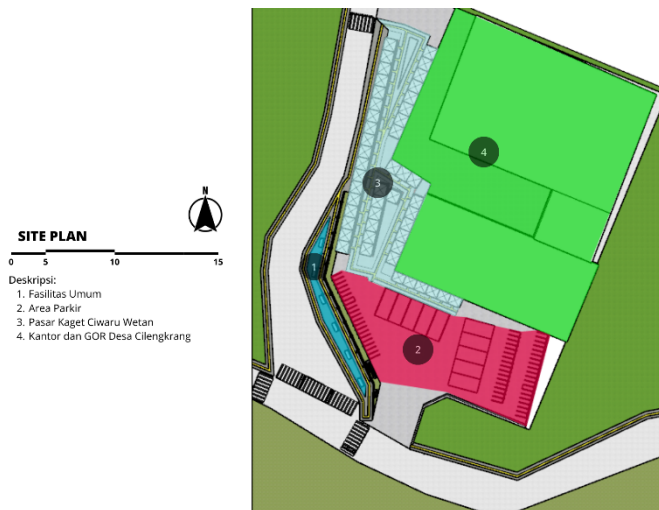 N
SITE PLAN
0 5 10 15
Deskripsi:
1. Fasilitas Umum
2. Area Parkir
3. Pasar Kaget Ciwaru Wetan
4. Kantor dan GOR Desa Cilengkrang
4
3
1
2